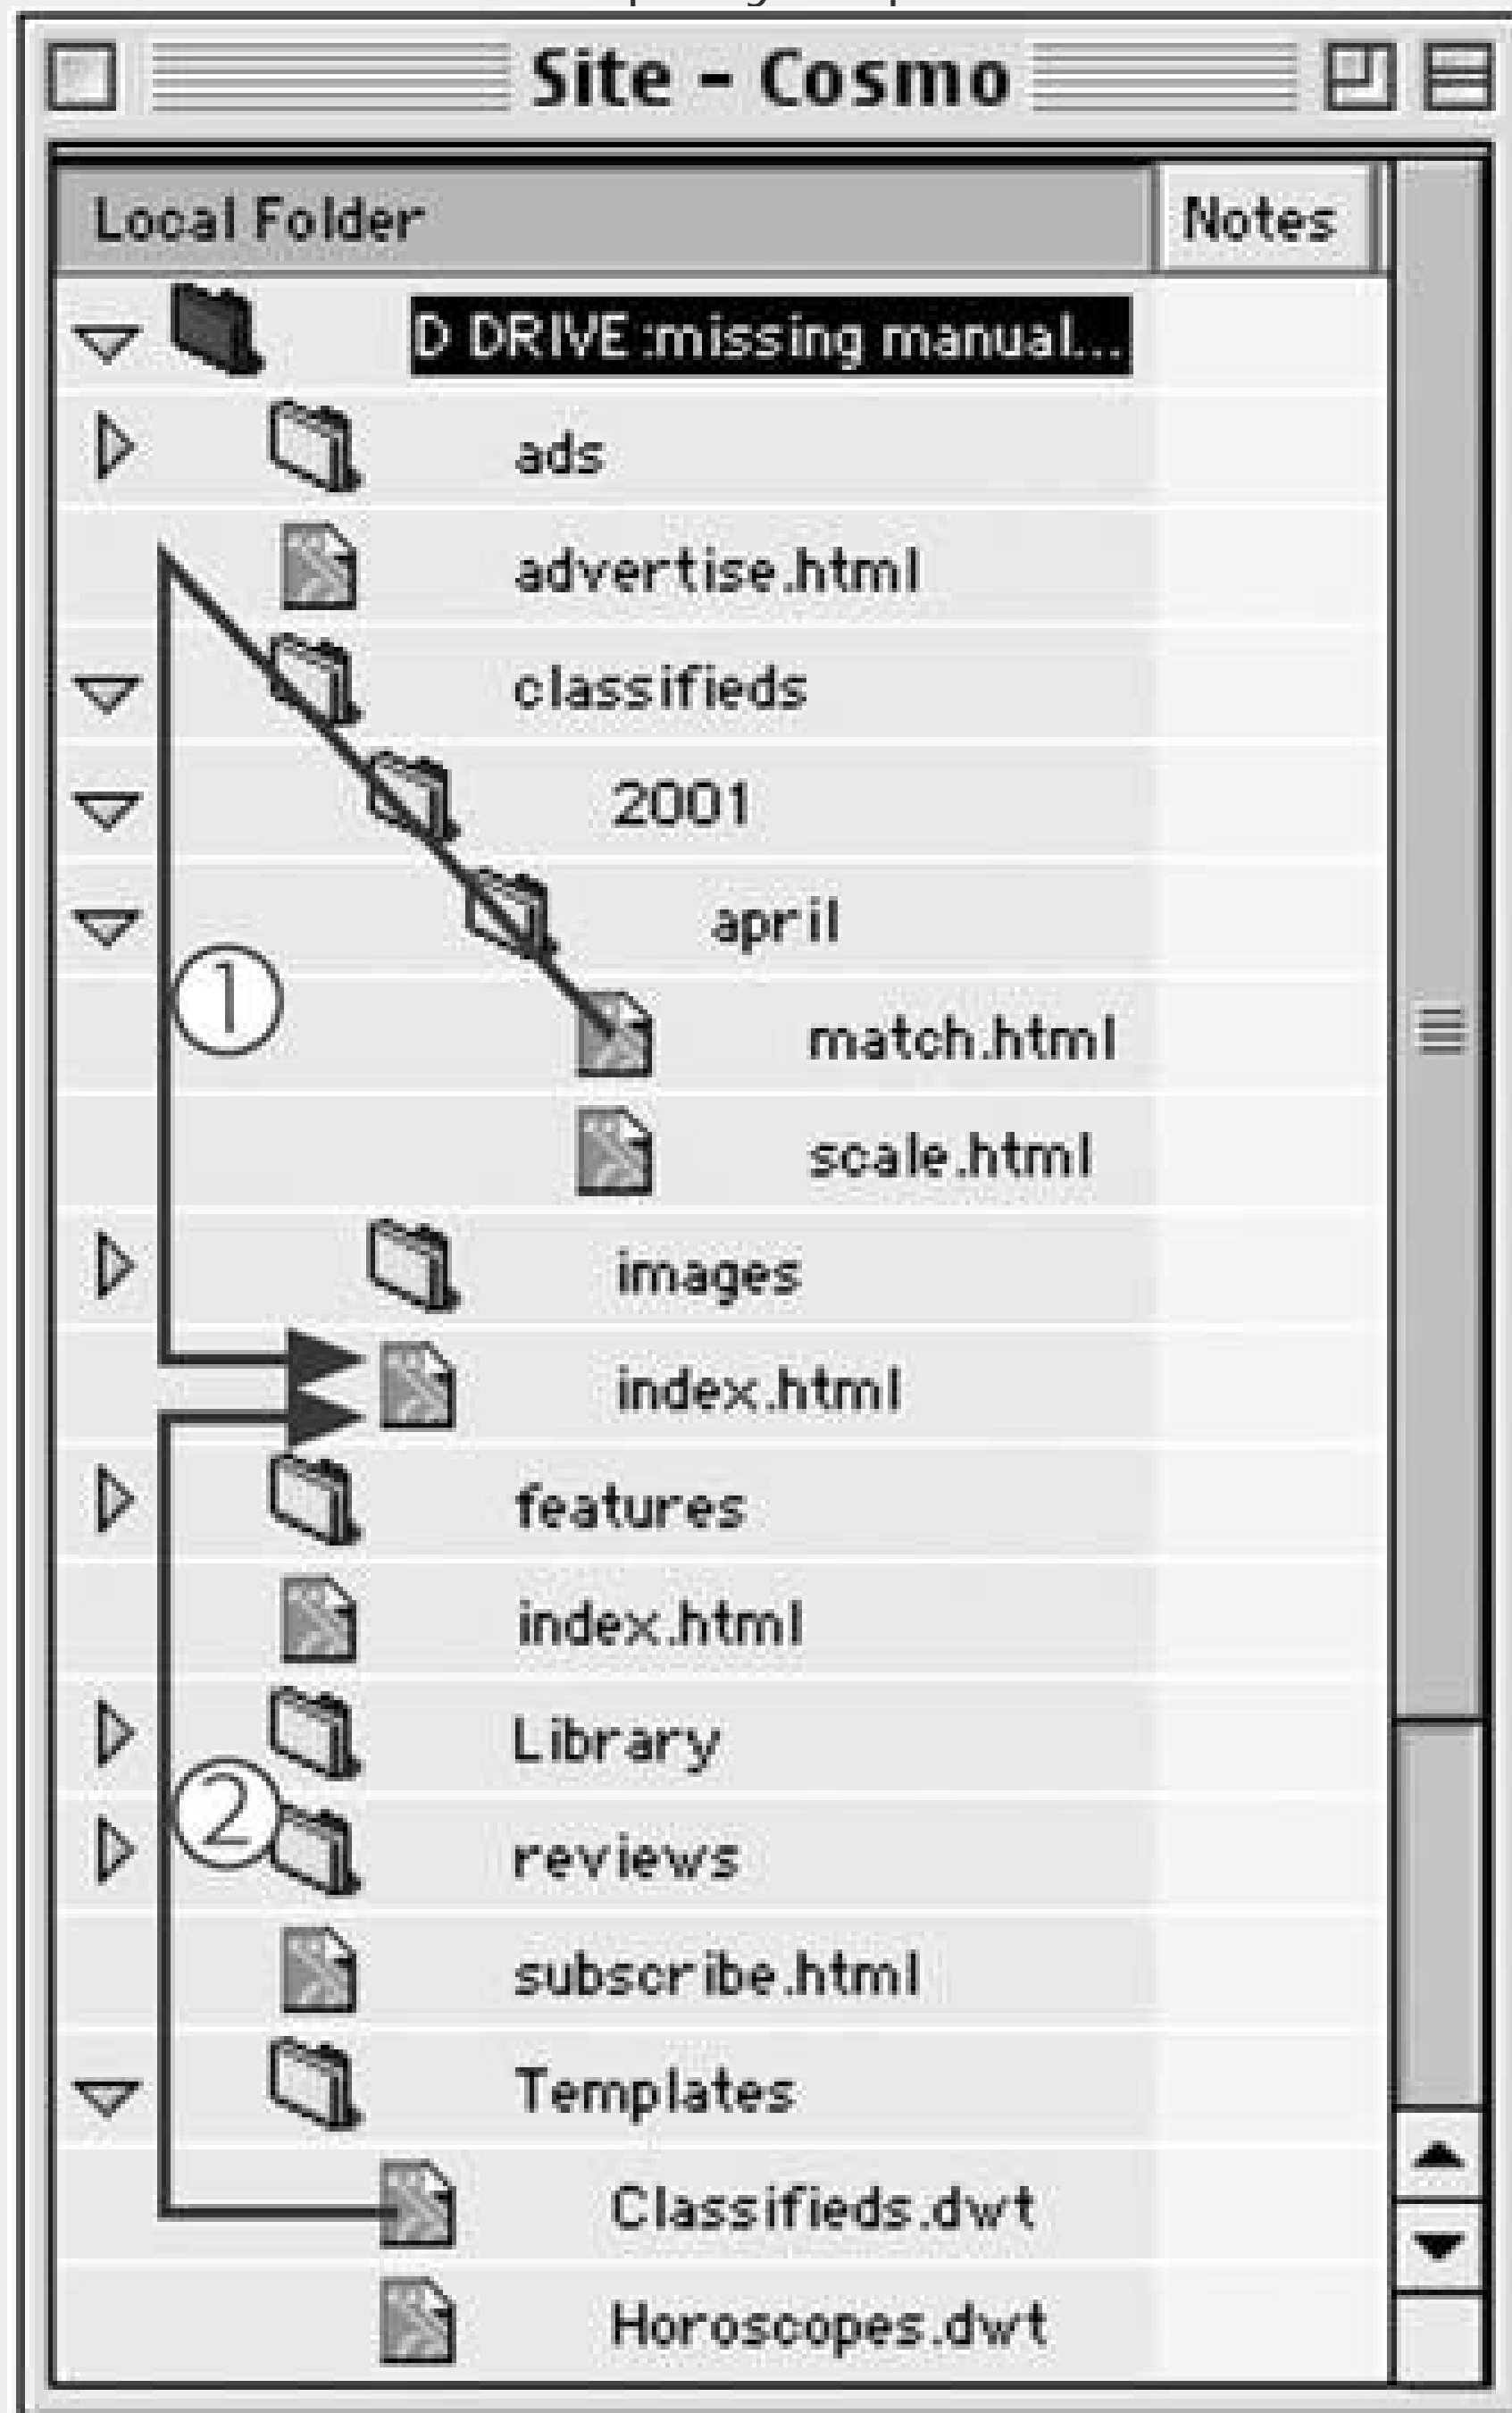 Site - Cosmo
Local Folder Notes
D DRIVE:missing manual...
ads
advertise.html
classifieds
2001
april
1
match.html
scale.html
images
index.html
features
index.html
Library
2
reviews
subscribe.html
Templates
Classifieds.dwt
Horoscopes.dwt